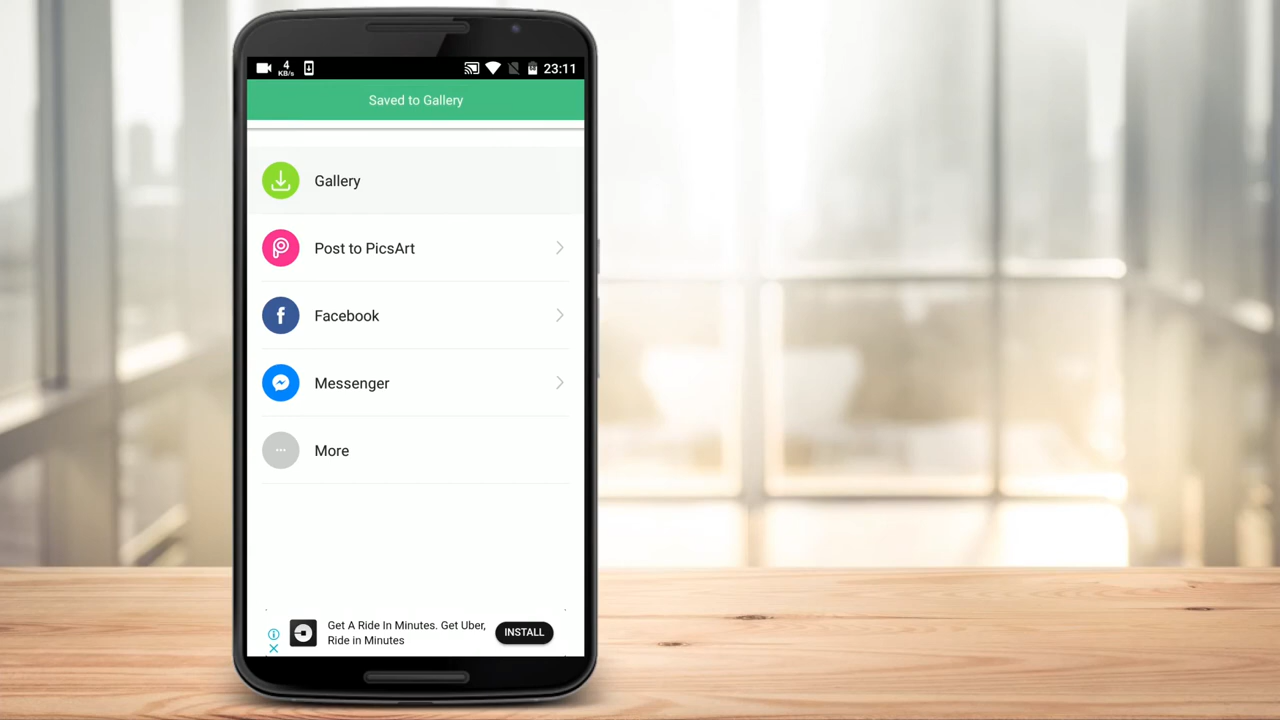 4
KB/s
23:11
Saved to Gallery
Gallery
Post to PicsArt
Facebook
Messenger
More
Get A Ride In Minutes. Get Uber,
Ride in Minutes
INSTALL